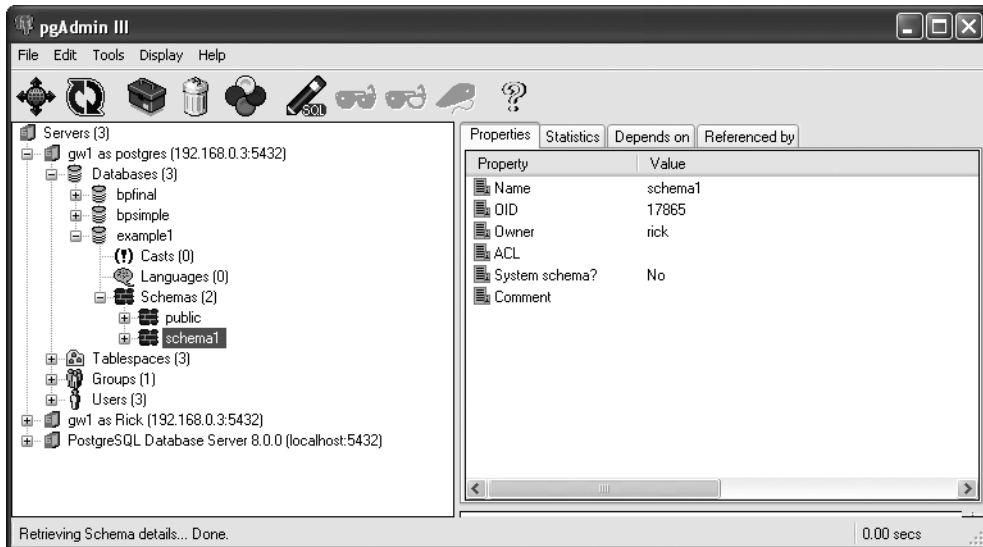 pgAdmin III
File Edit Tools Display Help
SQL
Servers (3)
gw1 as postgres (192.168.0.3:5432)
Databases (3)
bpfinal
bpsimple
example1
Casts (0)
Languages (0)
Schemas (2)
public
schema1
Tablespaces (3)
Groups (1)
Users (3)
gw1 as Rick (192.168.0.3:5432)
PostgreSQL Database Server 8.0.0 (localhost:5432)
Properties Statistics Depends on Referenced by
Property Value
Name schema1
OID 17865
Owner rick
ACL
System schema? No
Comment
Retrieving Schema details... Done. 0.00 secs